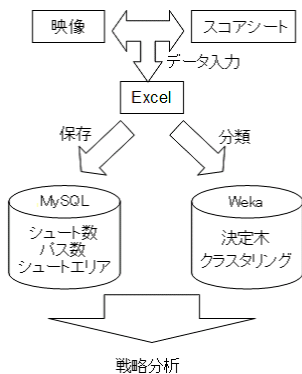 映像
スコアシート
データ入力
Excel
保存
分類
MySQL
シュート数
パス数
シュートエリア
Weka
決定木
クラスタリング
戦略分析